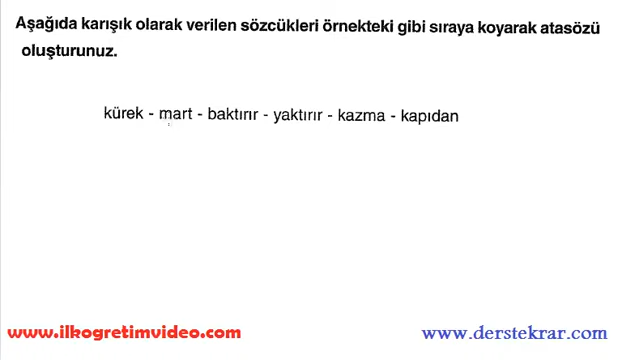 Aşağıda karışık olarak verilen sözcükleri örnekteki gibi sıraya koyarak atasözü
oluşturunuz.
kürek - mart - baktırır - yaktırır - kazma - kapıdan
www.ilkogretimvideo.com
www.derstekrar.com